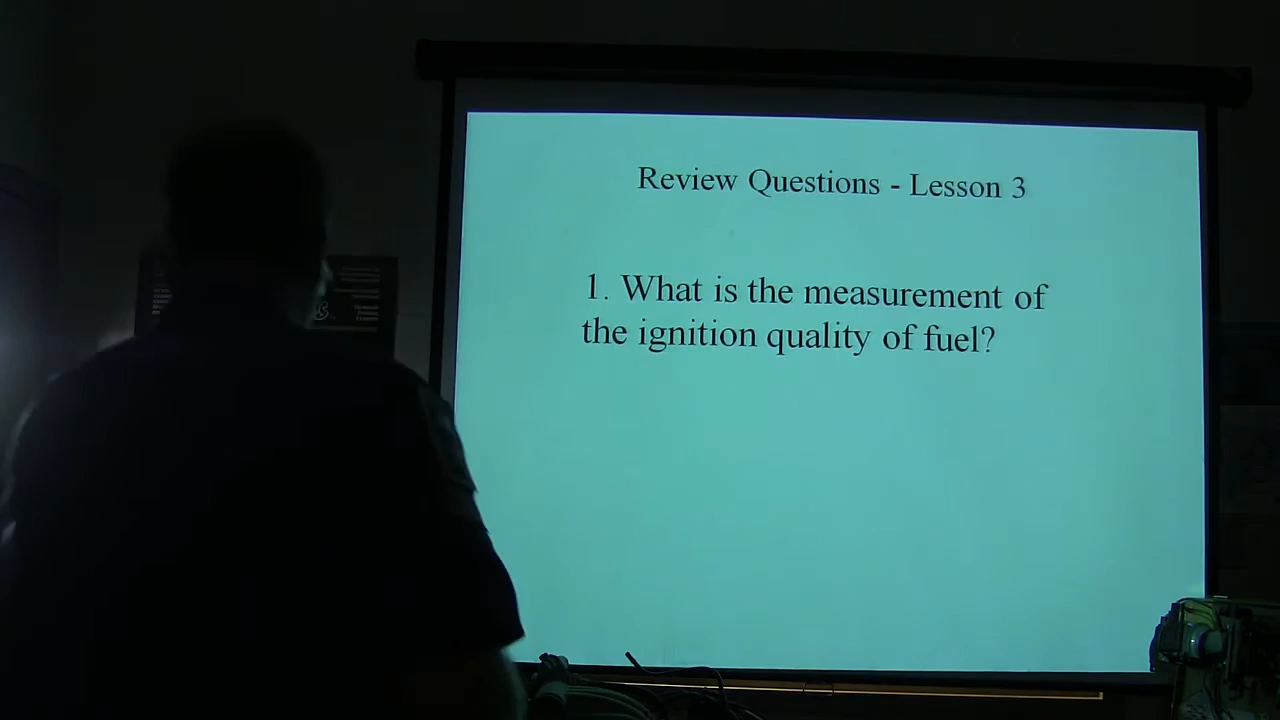 Review Questions - Lesson 3
1. What is the measurement of
the ignition quality of fuel?